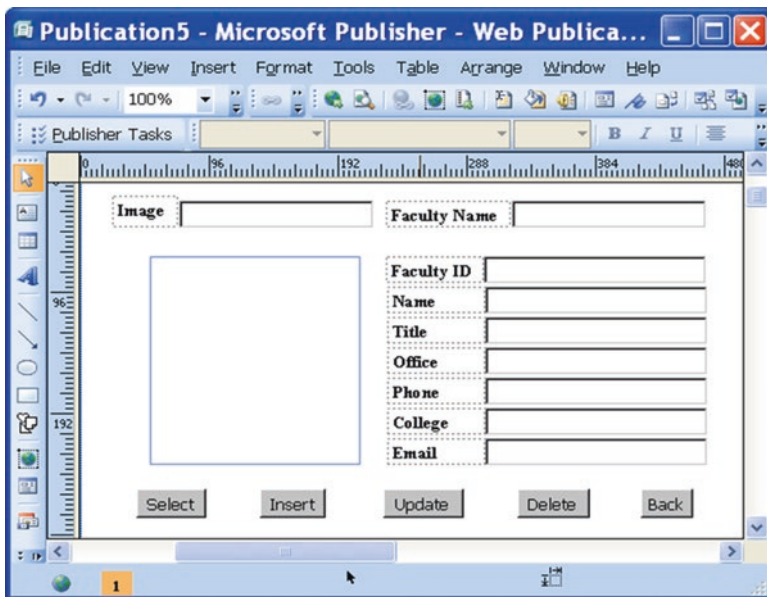 Publication5 - Microsoft Publisher - Web Publica...
File Edit View Insert Format Tools Table Arrange Window Help
100%
Publisher Tasks B I U
0 96 192 288 384 480
Image Faculty Name
Faculty ID
96
Name
Title
Office
Phone
192
College
Email
Select Insert Update Delete Back
1